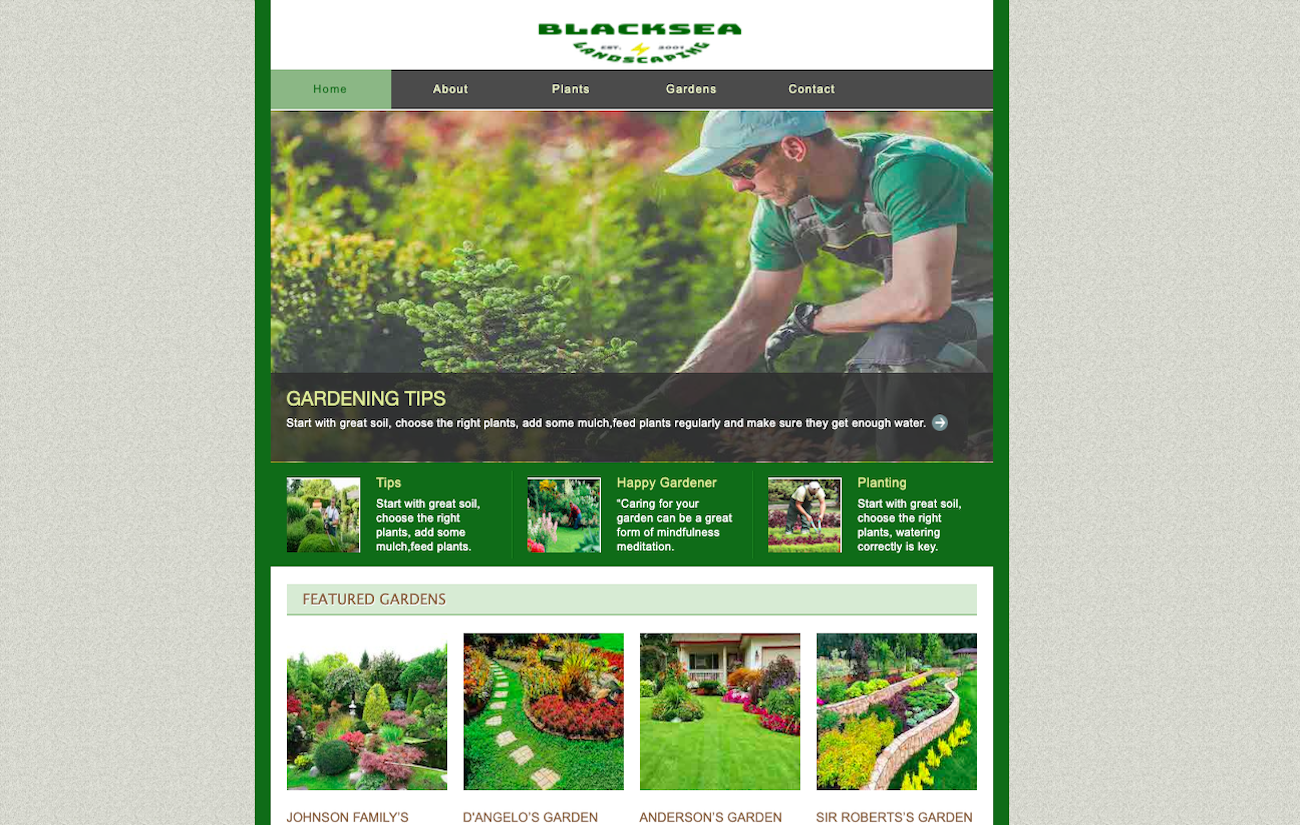 BLACKSEA
EST. 2001
LANDSCAPING
Home About Plants Gardens Contact
GARDENING TIPS
Start with great soil, choose the right plants, add some mulch,feed plants regularly and make sure they get enough water.
Tips
Start with great soil,
choose the right
plants, add some
mulch,feed plants.
Happy Gardener
"Caring for your
garden can be a great
form of mindfulness
meditation.
Planting
Start with great soil,
choose the right
plants, watering
correctly is key.
FEATURED GARDENS
JOHNSON FAMILY’S
D'ANGELO’S GARDEN
ANDERSON’S GARDEN
SIR ROBERTS’S GARDEN